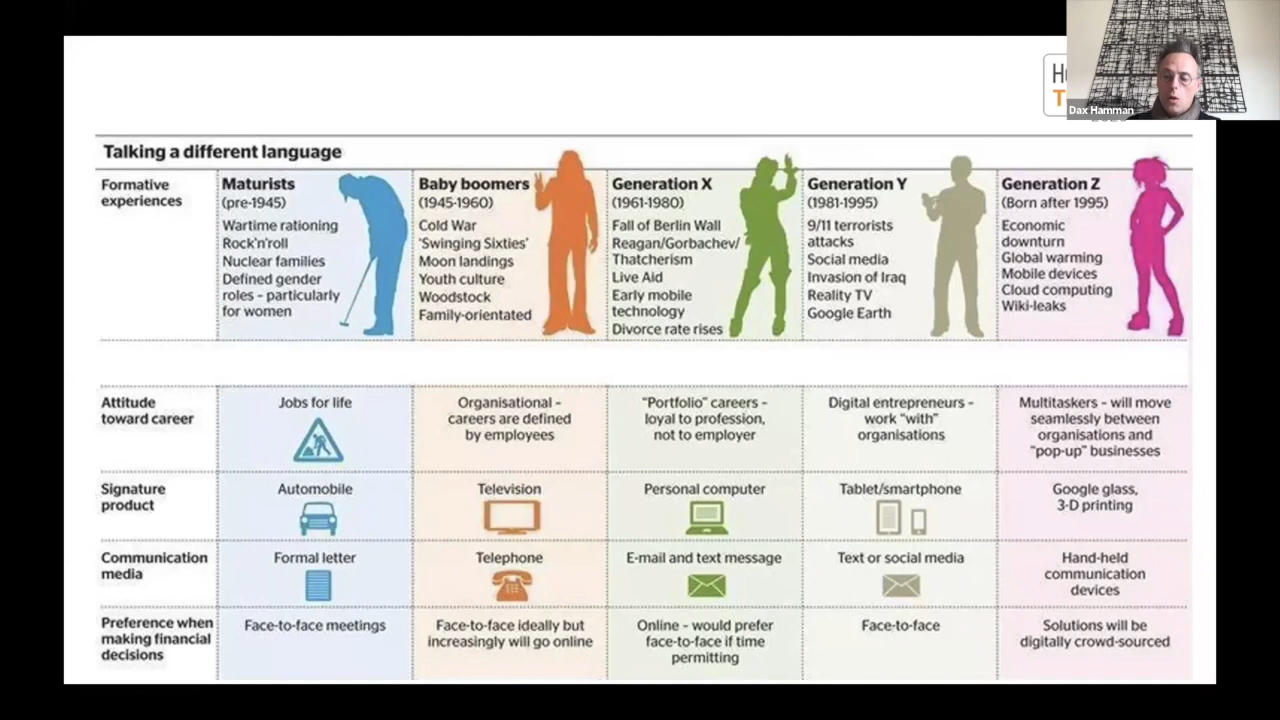 Dax Hamman
Talking a different language
Formative
experiences
Maturists
(pre-1945)
Wartime rationing
Rock'n'roll
Nuclear families
Defined gender
roles – particularly
for women
Baby boomers
(1945-1960)
Cold War
'Swinging Sixties'
Moon landings
Youth culture
Woodstock
Family-orientated
Generation X
(1961-1980)
Fall of Berlin Wall
Reagan/Gorbachev/
Thatcherism
Live Aid
Early mobile
technology
Divorce rate rises
Generation Y
(1981-1995)
9/11 terrorists
attacks
Social media
Invasion of Iraq
Reality TV
Google Earth
Generation Z
(Born after 1995)
Economic
downturn
Global warming
Mobile devices
Cloud computing
Wiki-leaks
Attitude
toward career
Jobs for life
Organisational –
careers are defined
by employees
"Portfolio" careers –
loyal to profession,
not to employer
Digital entrepreneurs –
work "with"
organisations
Multitaskers – will move
seamlessly between
organisations and
"pop-up" businesses
Signature
product
Automobile
Television
Personal computer
Tablet/smartphone
Google glass,
3-D printing
Communication
media
Formal letter
Telephone
E-mail and text message
Text or social media
Hand-held
communication
devices
Preference when
making financial
decisions
Face-to-face meetings
Face-to-face ideally but
increasingly will go online
Online – would prefer
face-to-face if time
permitting
Face-to-face
Solutions will be
digitally crowd-sourced